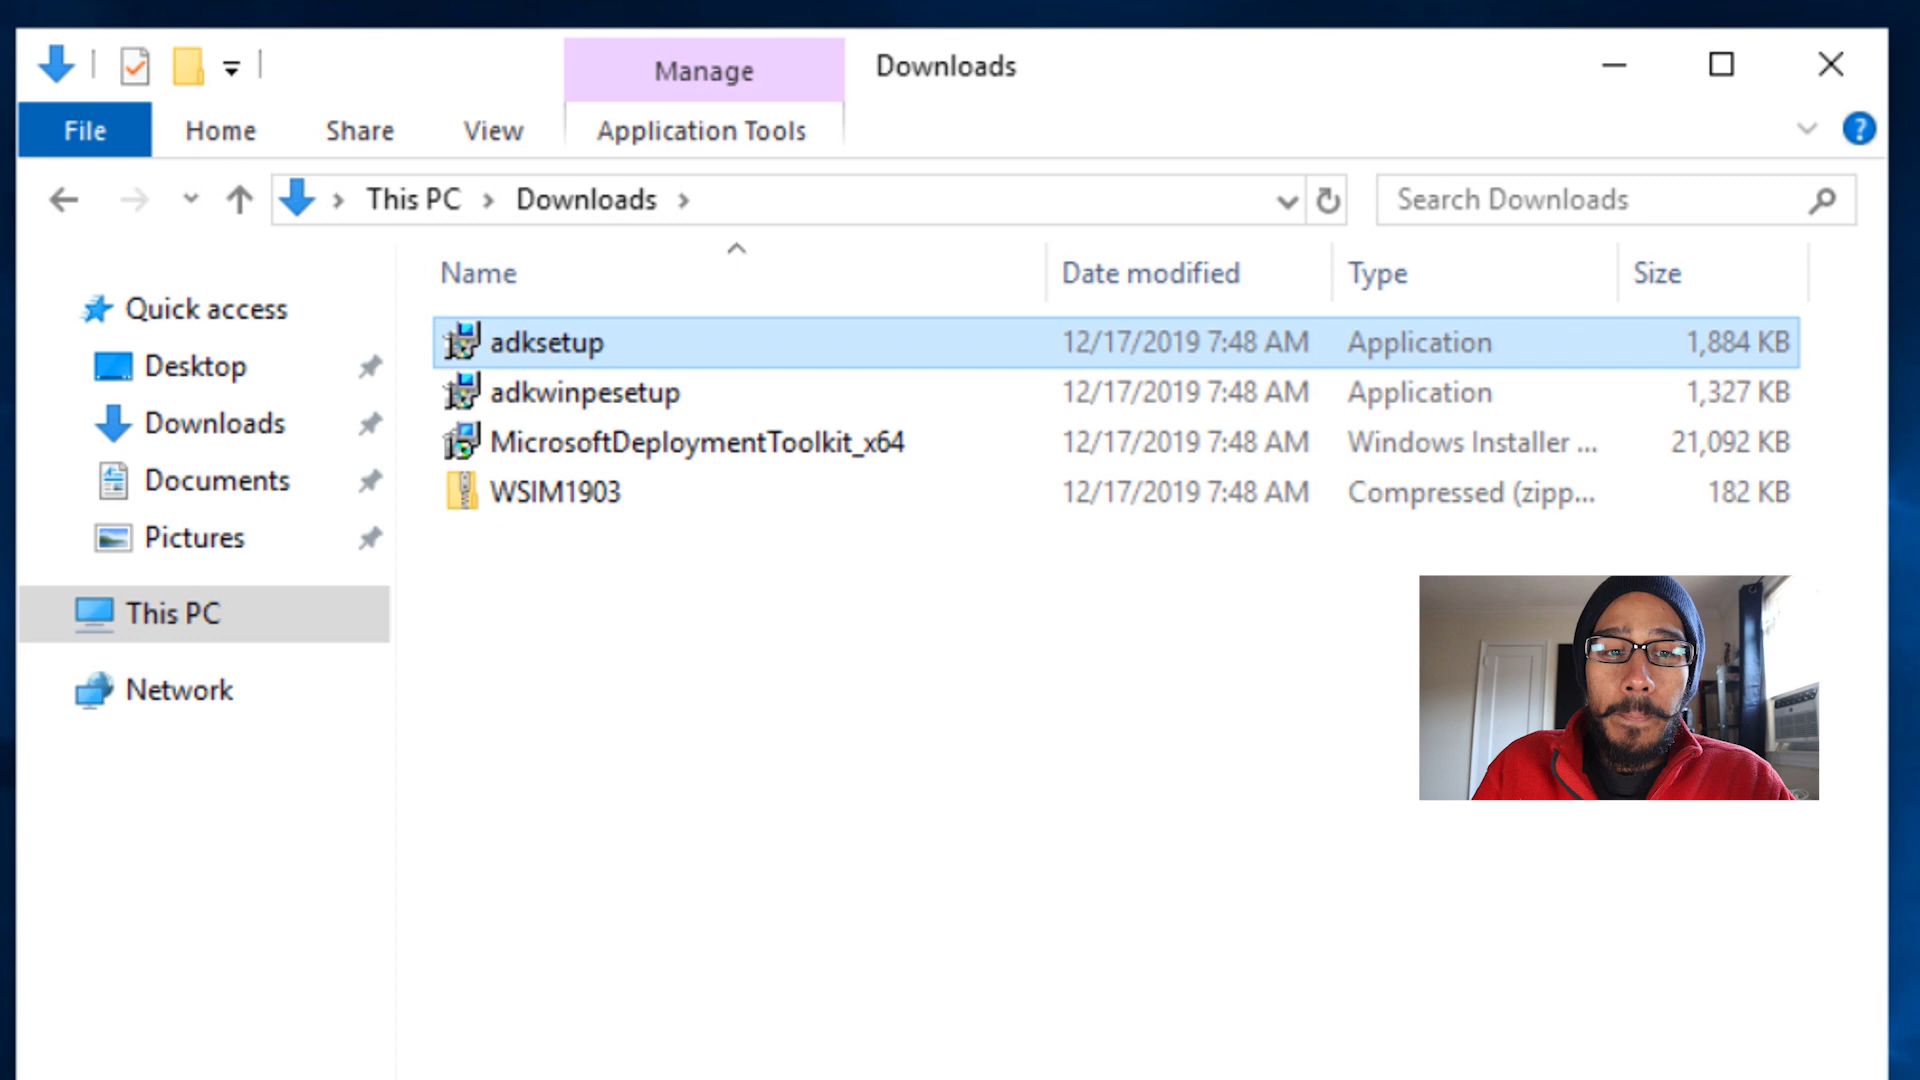 Manage
Downloads
File
Home
Share
View
Application Tools
?
This PC
Downloads
Search Downloads
Name
Date modified
Type
Size
Quick access
Desktop
Downloads
Documents
Pictures
This PC
Network
adksetup 12/17/2019 7:48 AM Application 1,884 KB
adkwinpesetup 12/17/2019 7:48 AM Application 1,327 KB
MicrosoftDeploymentToolkit_x64 12/17/2019 7:48 AM Windows Installer ... 21,092 KB
WSIM1903 12/17/2019 7:48 AM Compressed (zipp... 182 KB